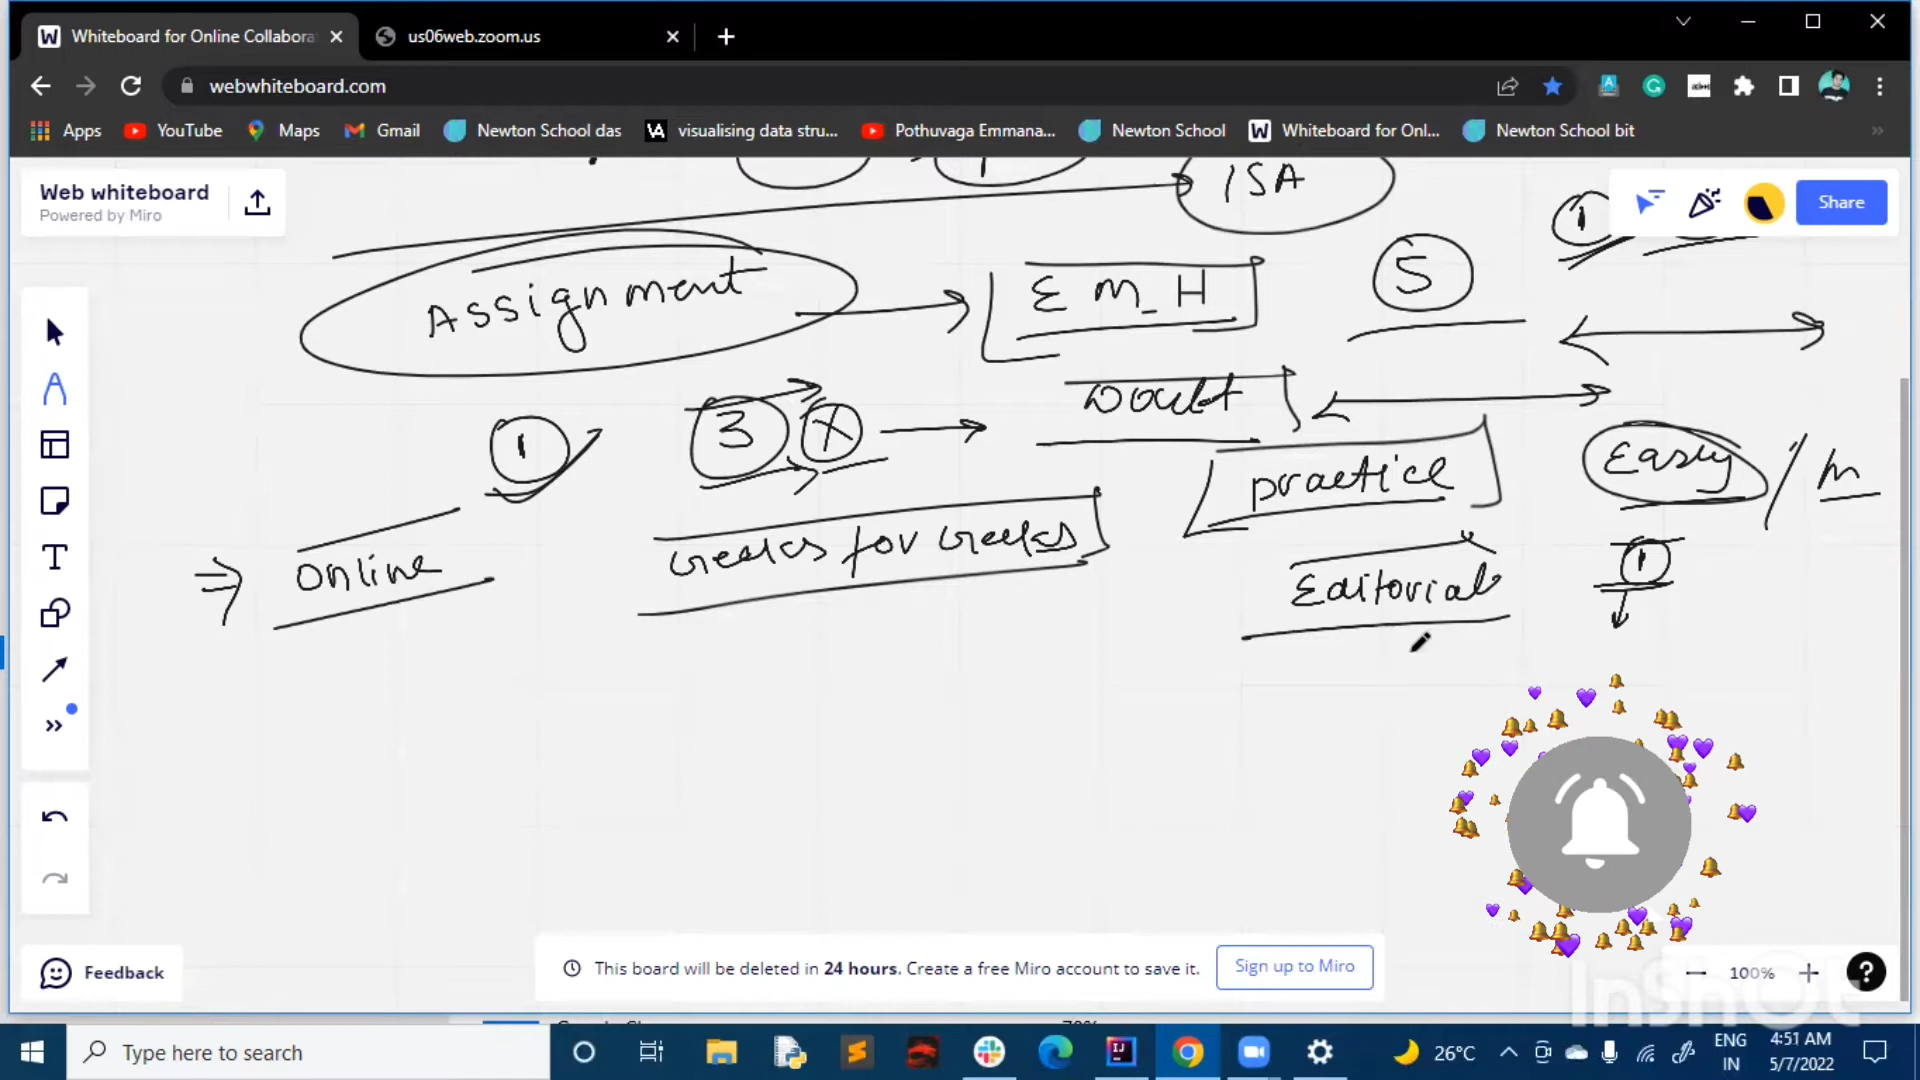 Whiteboard for Online Collabora
us06web.zoom.us
webwhiteboard.com
Apps YouTube Maps Gmail Newton School das visualising data stru... Pothuvaga Emmana... Newton School Whiteboard for Onl... Newton School bit
Web whiteboard
Powered by Miro
Share
ISA
1
Assignment
E M_H
5
1
3
X
Doubt
practice
Easy / m
Online
Geeks for Geeks
Editorial
1
T
Feedback
This board will be deleted in 24 hours. Create a free Miro account to save it.
Sign up to Miro
100%
InShOt
Type here to search
26°C
ENG
IN
4:51 AM
5/7/2022